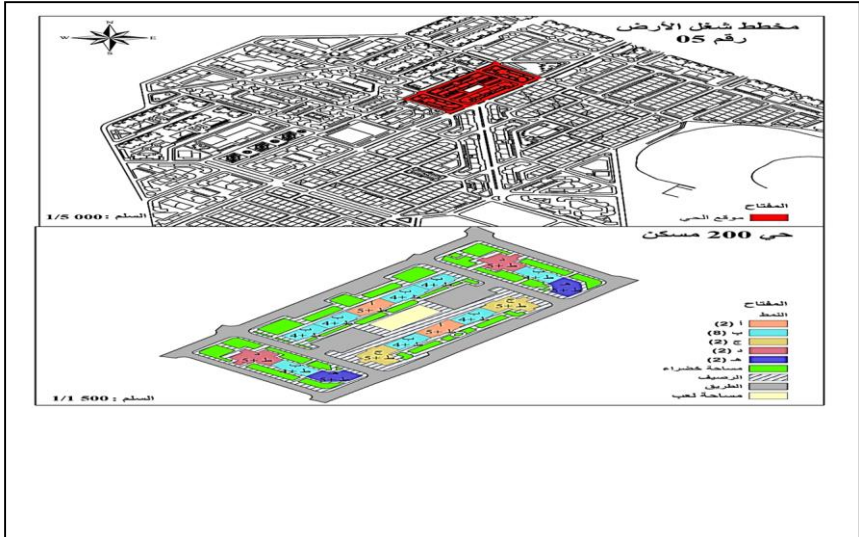 مخطط شغل الأرض
رقم 05
N
W E
S
المفتاح
موقع الحي
السلم : 000 1/5
حي 200 مسكن
المفتاح
النمط
أ (2)
ب (8)
ج (2)
د (2)
هـ (2)
مساحة خضراء
الرصيف
الطريق
مساحة لعب
السلم : 500 1/1